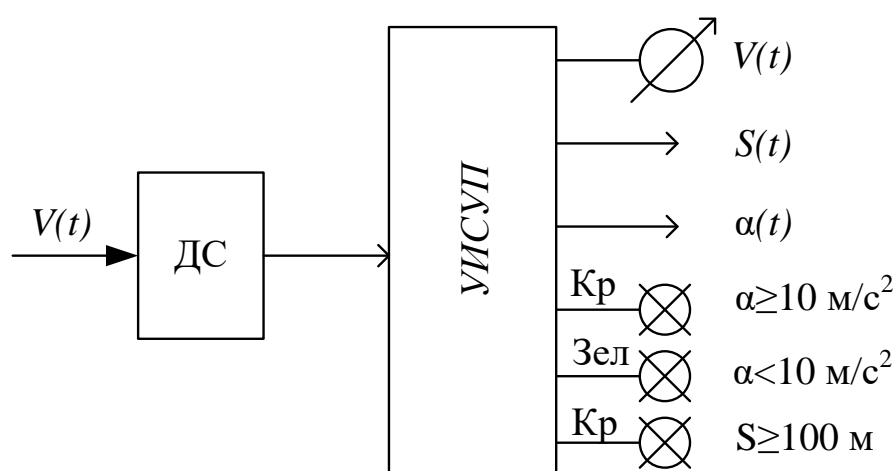 V(t)
ДС
УИСУП
V(t)
S(t)
α(t)
Кр
α≥10 м/с²
Зел
α<10 м/с²
Кр
S≥100 м